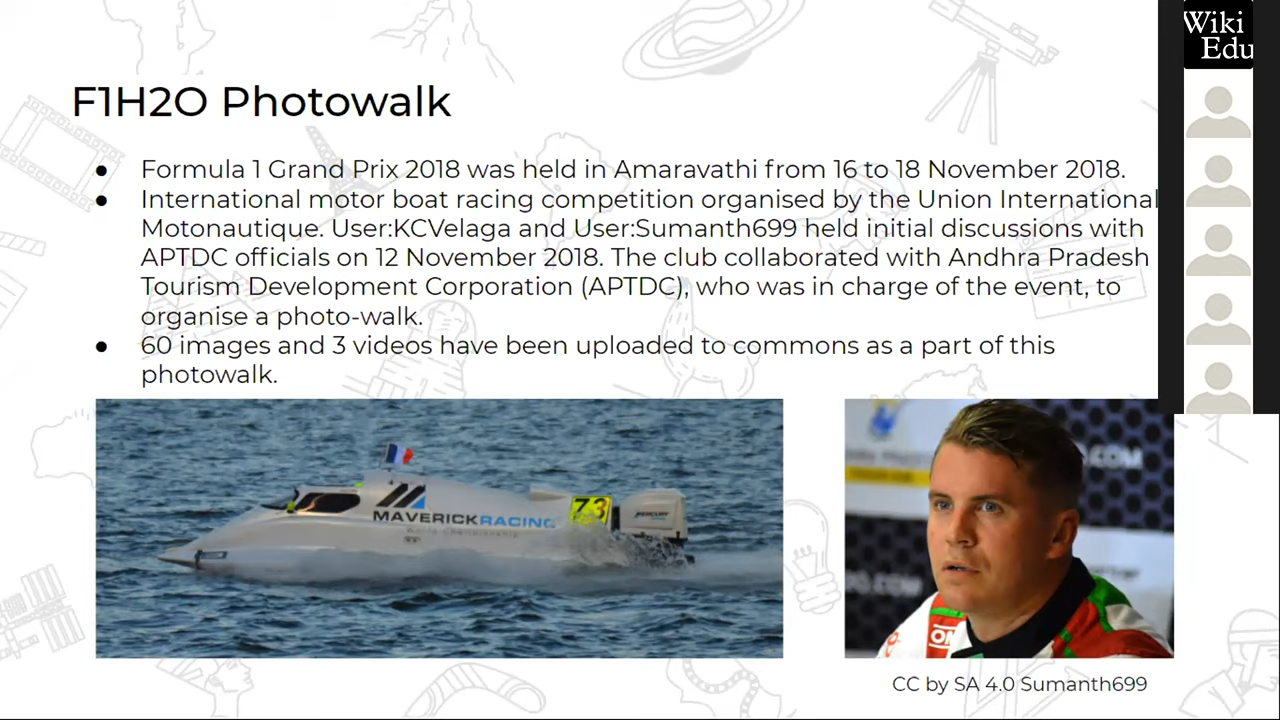 Wiki
Edu
F1H2O Photowalk
● Formula 1 Grand Prix 2018 was held in Amaravathi from 16 to 18 November 2018.
● International motor boat racing competition organised by the Union International
Motonautique. User:KCVelaga and User:Sumanth699 held initial discussions with
APTDC officials on 12 November 2018. The club collaborated with Andhra Pradesh
Tourism Development Corporation (APTDC), who was in charge of the event, to
organise a photo-walk.
● 60 images and 3 videos have been uploaded to commons as a part of this
photowalk.
73
MAVERICKRACING
MERCURY
.COM
CC by SA 4.0 Sumanth699